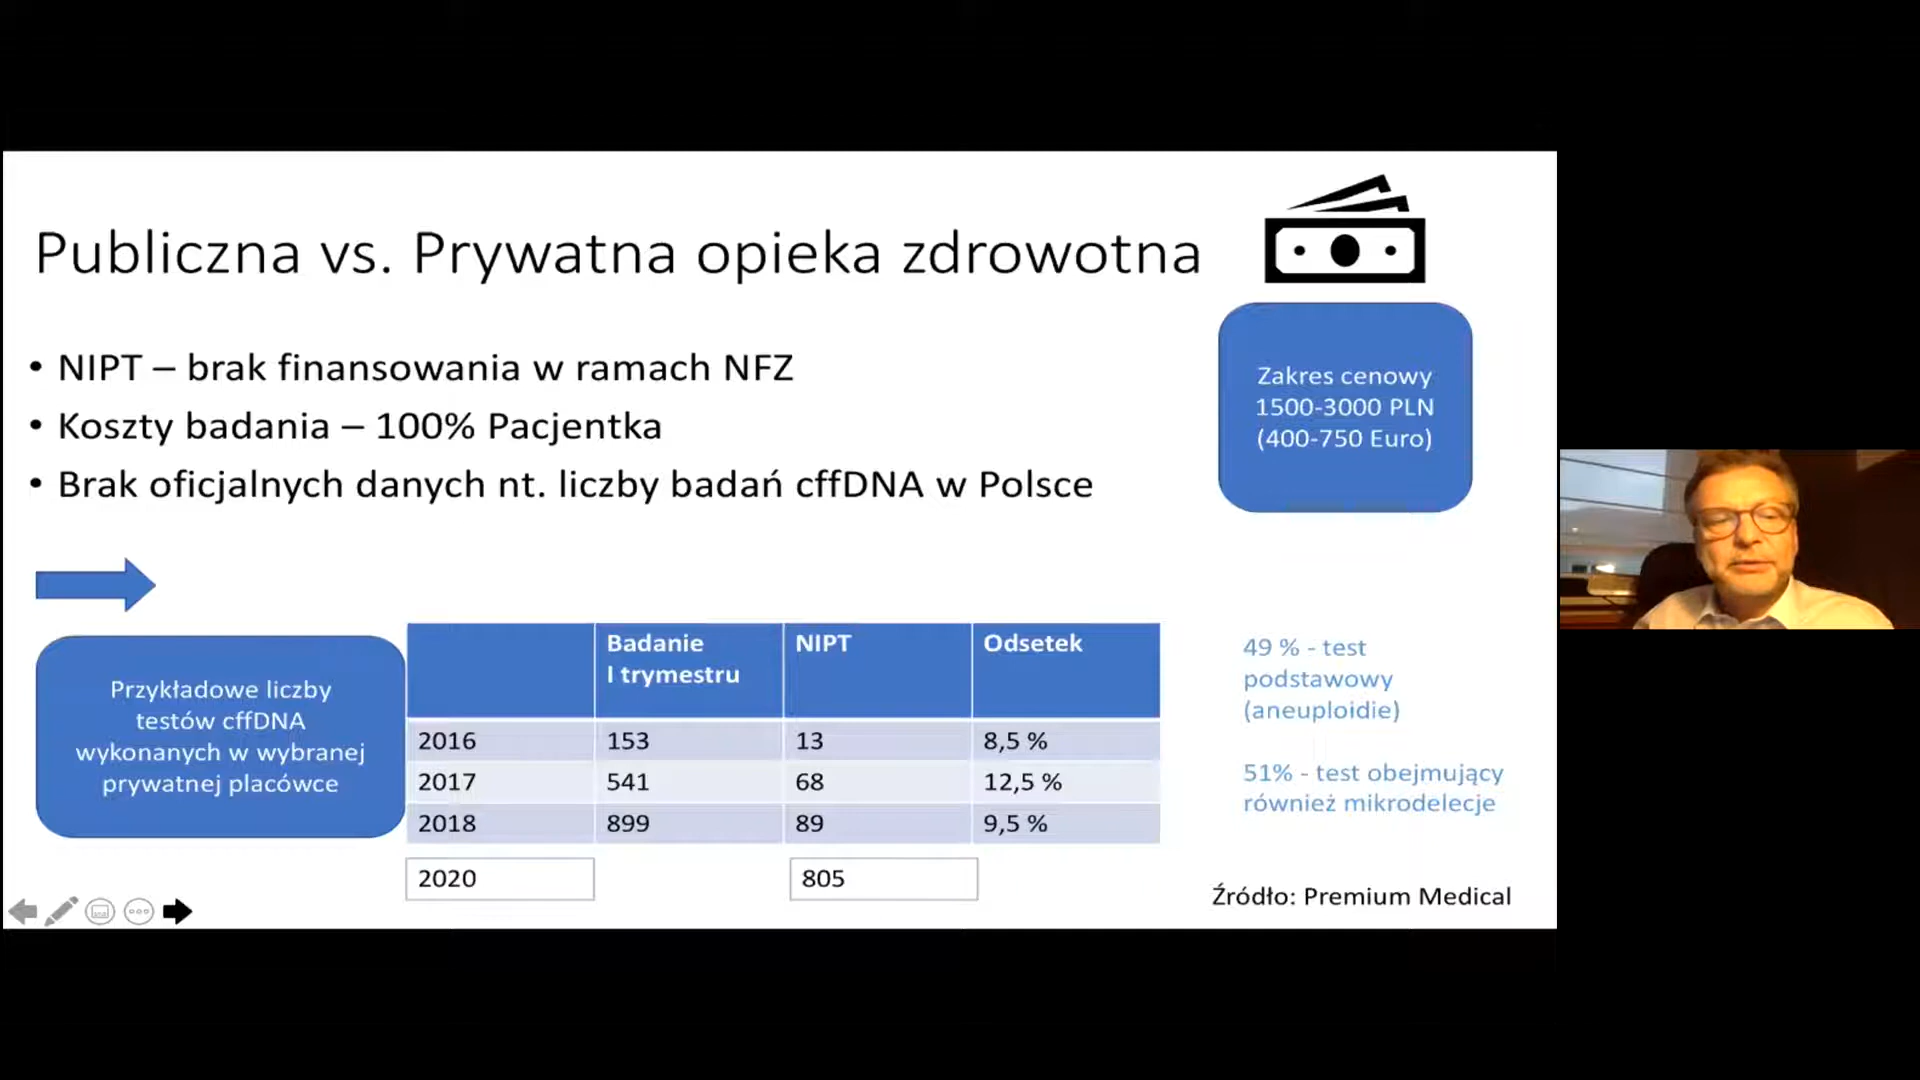 Publiczna vs. Prywatna opieka zdrowotna
• NIPT – brak finansowania w ramach NFZ
• Koszty badania – 100% Pacjentka
• Brak oficjalnych danych nt. liczby badań cffDNA w Polsce
Zakres cenowy
1500-3000 PLN
(400-750 Euro)
Przykładowe liczby
testów cffDNA
wykonanych w wybranej
prywatnej placówce
Badanie
I trymestru
NIPT
Odsetek
2016 153 13 8,5 %
2017 541 68 12,5 %
2018 899 89 9,5 %
2020 805
49 % - test
podstawowy
(aneuploidie)
51% - test obejmujący
również mikrodelecje
Źródło: Premium Medical